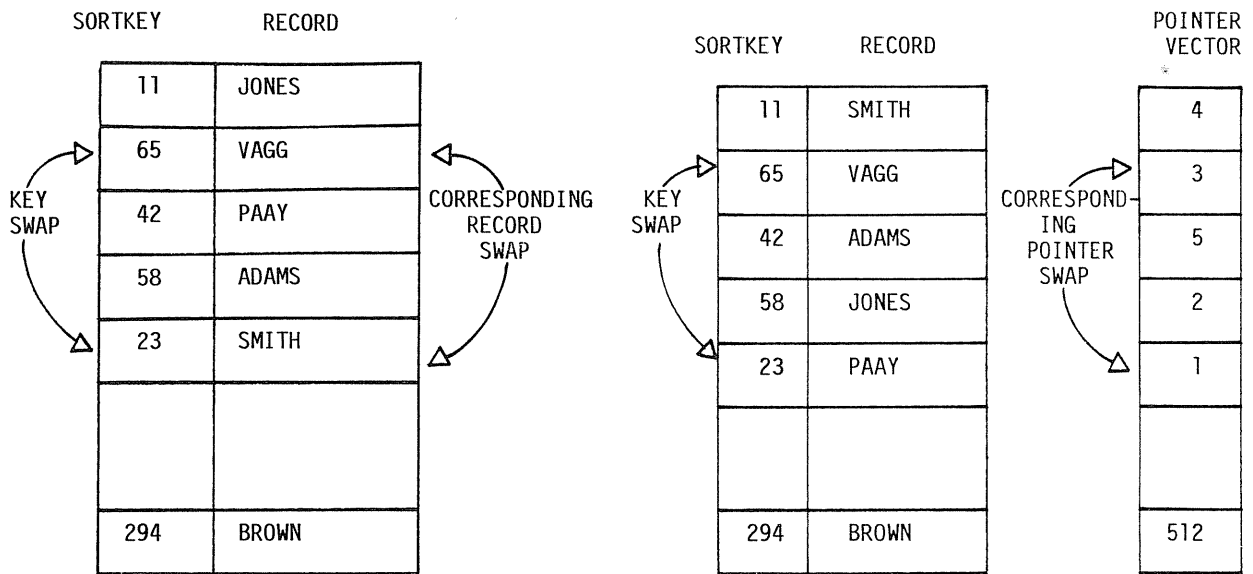 SORTKEY RECORD
11 JONES
65 VAGG
42 PAAY
58 ADAMS
23 SMITH
294 BROWN
KEY
SWAP
CORRESPONDING
RECORD
SWAP
SORTKEY RECORD
11 SMITH
65 VAGG
42 ADAMS
58 JONES
23 PAAY
294 BROWN
KEY
SWAP
CORRESPOND-
ING
POINTER
SWAP
POINTER
VECTOR
4
3
5
2
1
512